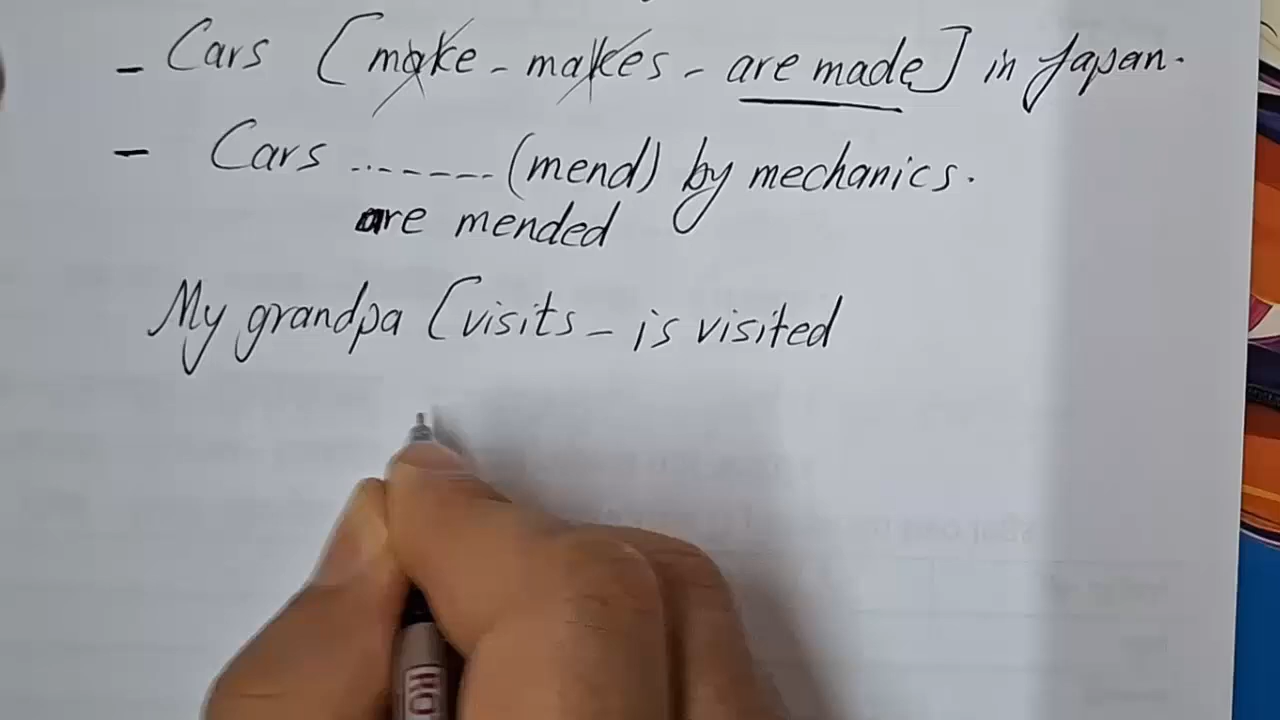 - Cars [make - makes - are made] in Japan.
- Cars ....... (mend) by mechanics.
are mended
My grandpa [visits - is visited